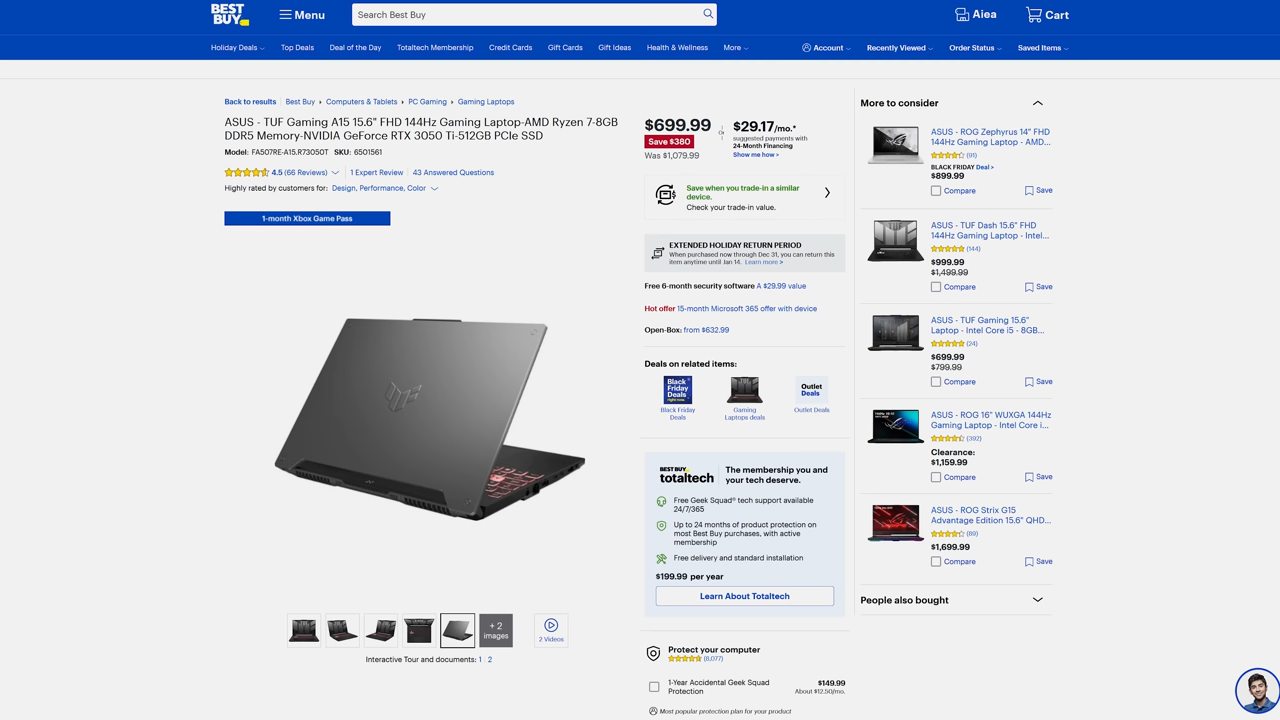 BEST
BUY
Menu
Search Best Buy
Aiea
Cart
Holiday Deals
Top Deals
Deal of the Day
Totaltech Membership
Credit Cards
Gift Cards
Gift Ideas
Health & Wellness
More
Account
Recently Viewed
Order Status
Saved Items
Back to results
Best Buy
Computers & Tablets
PC Gaming
Gaming Laptops
ASUS - TUF Gaming A15 15.6" FHD 144Hz Gaming Laptop-AMD Ryzen 7-8GB
DDR5 Memory-NVIDIA GeForce RTX 3050 Ti-512GB PCIe SSD
Model: FA507RE-A15.R73050T SKU: 6501561
4.5 (66 Reviews)
1 Expert Review
43 Answered Questions
Highly rated by customers for: Design, Performance, Color
1-month Xbox Game Pass
+ 2
images
2 Videos
Interactive Tour and documents: 1 2
$699.99
Save $380
Was $1,079.99
or
$29.17/mo.*
suggested payments with
24-Month Financing
Show me how >
Save when you trade-in a similar
device.
Check your trade-in value.
EXTENDED HOLIDAY RETURN PERIOD
When purchased now through Dec 31, you can return this
item anytime until Jan 14. Learn more >
Free 6-month security software A $29.99 value
Hot offer 15-month Microsoft 365 offer with device
Open-Box: from $632.99
Deals on related items:
Black
Friday
Deals
Outlet
Deals
Black Friday
Deals
Gaming
Laptops deals
Outlet Deals
BEST BUY
totaltech
The membership you and
your tech deserve.
Free Geek Squad® tech support available
24/7/365
Up to 24 months of product protection on
most Best Buy purchases, with active
membership
Free delivery and standard installation
$199.99 per year
Learn About Totaltech
Protect your computer
(8,077)
1-Year Accidental Geek Squad
Protection
$149.99
About $12.50/mo.
Most popular protection plan for your product
More to consider
ASUS - ROG Zephyrus 14" FHD
144Hz Gaming Laptop - AMD...
(91)
BLACK FRIDAY Deal >
$899.99
Compare
Save
ASUS - TUF Dash 15.6" FHD
144Hz Gaming Laptop - Intel...
(144)
$999.99
$1,499.99
Compare
Save
ASUS - TUF Gaming 15.6"
Laptop - Intel Core i5 - 8GB...
(24)
$699.99
$799.99
Compare
Save
ASUS - ROG 16" WUXGA 144Hz
Gaming Laptop - Intel Core i...
(392)
Clearance:
$1,159.99
Compare
Save
ASUS - ROG Strix G15
Advantage Edition 15.6" QHD...
(89)
$1,699.99
Compare
Save
People also bought